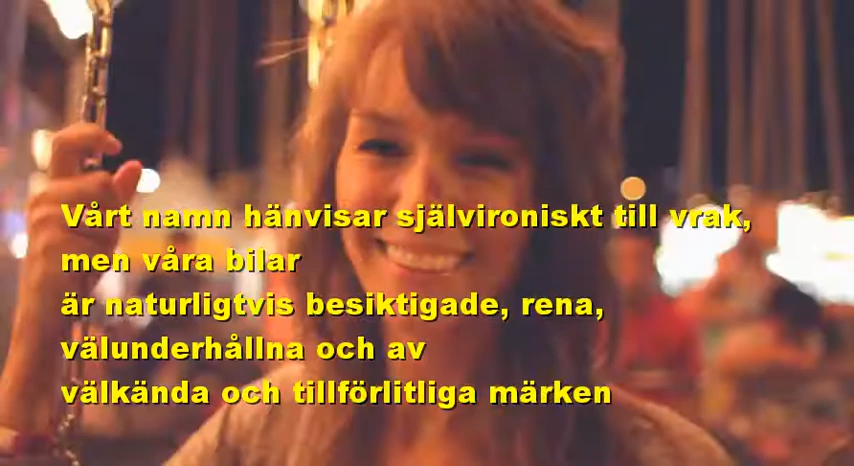 Vårt namn hänvisar självironiskt till vrak,
men våra bilar
är naturligtvis besiktigade, rena,
välunderhållna och av
välkända och tillförlitliga märken